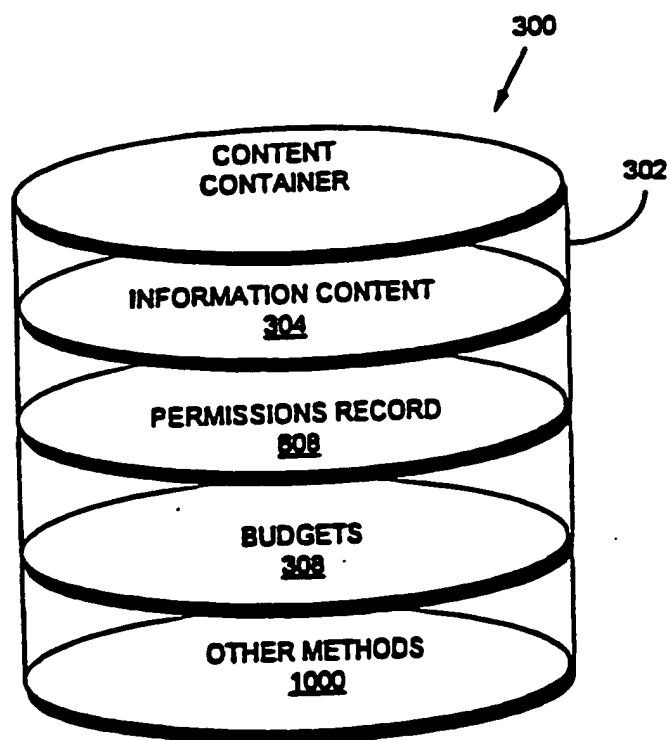 300
CONTENT
CONTAINER
302
INFORMATION CONTENT
304
PERMISSIONS RECORD
808
BUDGETS
308
OTHER METHODS
1000